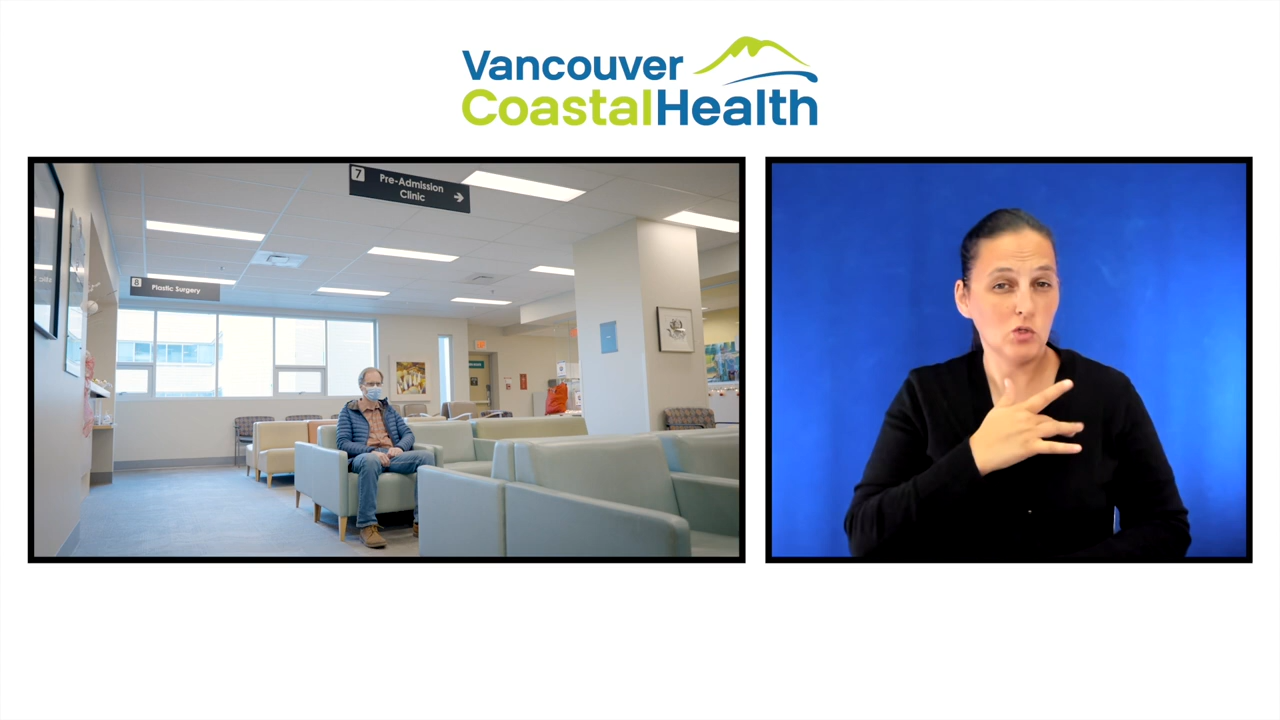 Vancouver
CoastalHealth
7
Pre-Admission
Clinic
8
Plastic Surgery